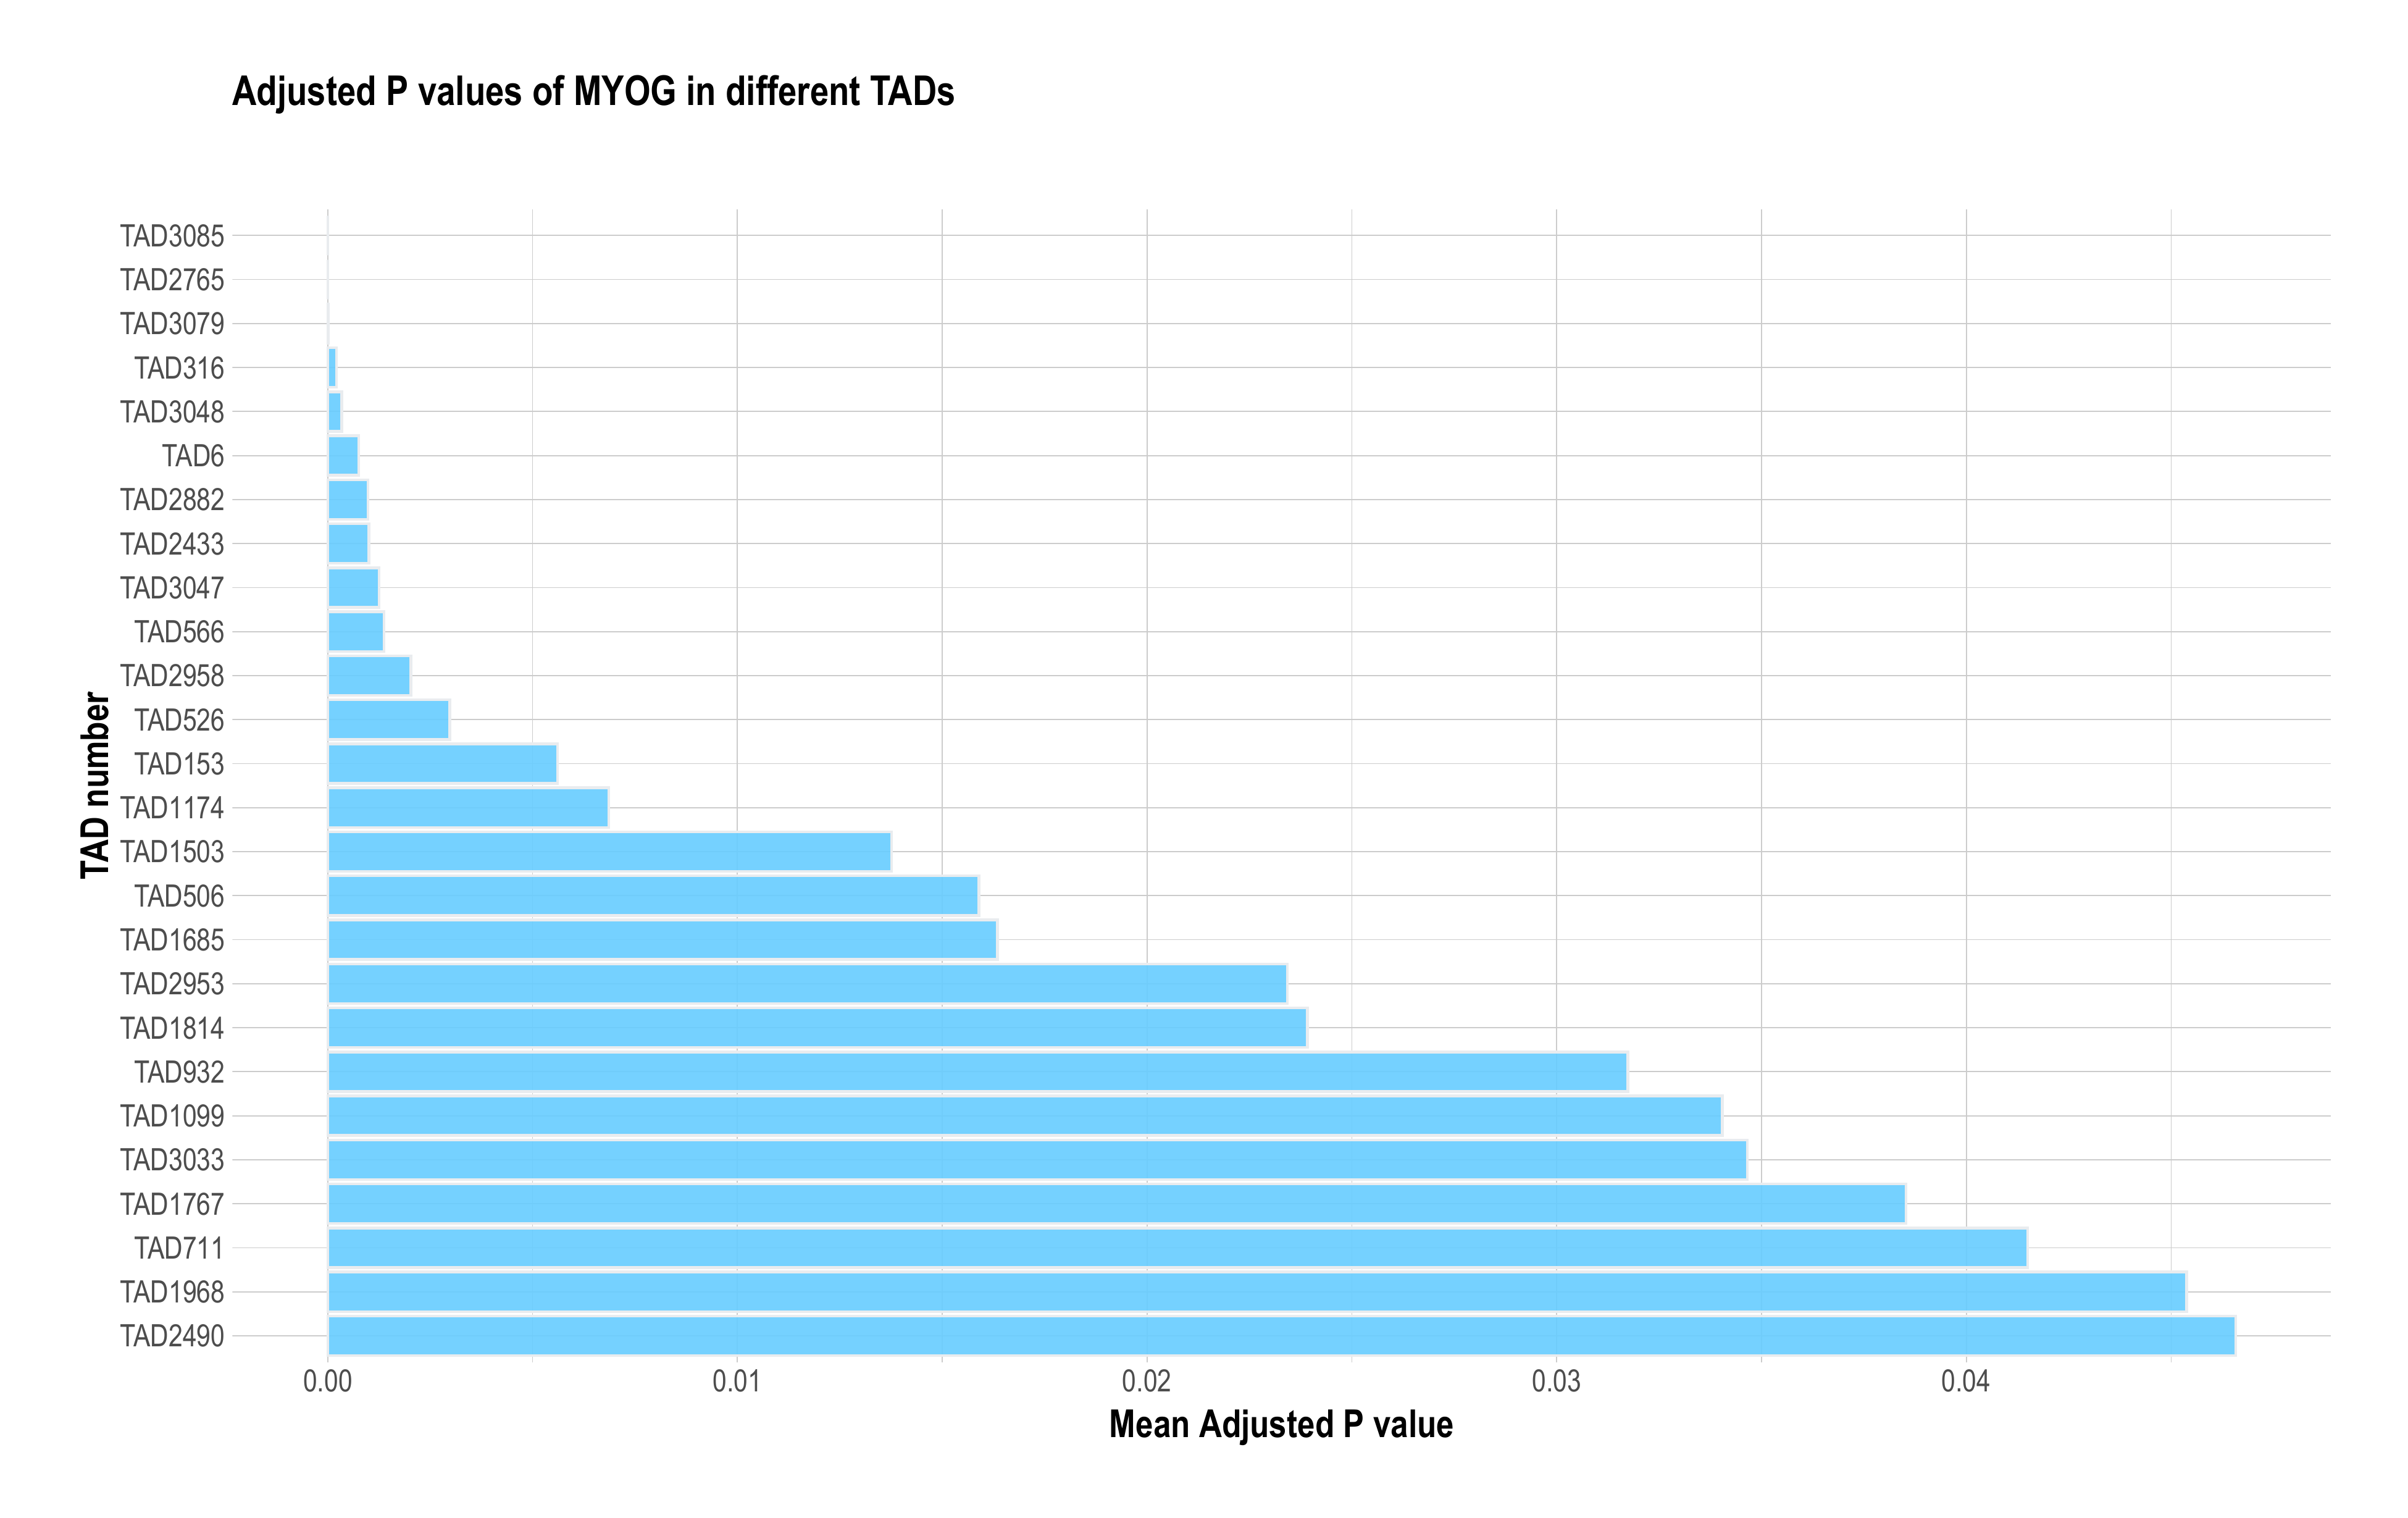 Adjusted P values of MYOG in different TADs
TAD number
TAD3085
TAD2765
TAD3079
TAD316
TAD3048
TAD6
TAD2882
TAD2433
TAD3047
TAD566
TAD2958
TAD526
TAD153
TAD1174
TAD1503
TAD506
TAD1685
TAD2953
TAD1814
TAD932
TAD1099
TAD3033
TAD1767
TAD711
TAD1968
TAD2490
0.00 0.01 0.02 0.03 0.04
Mean Adjusted P value